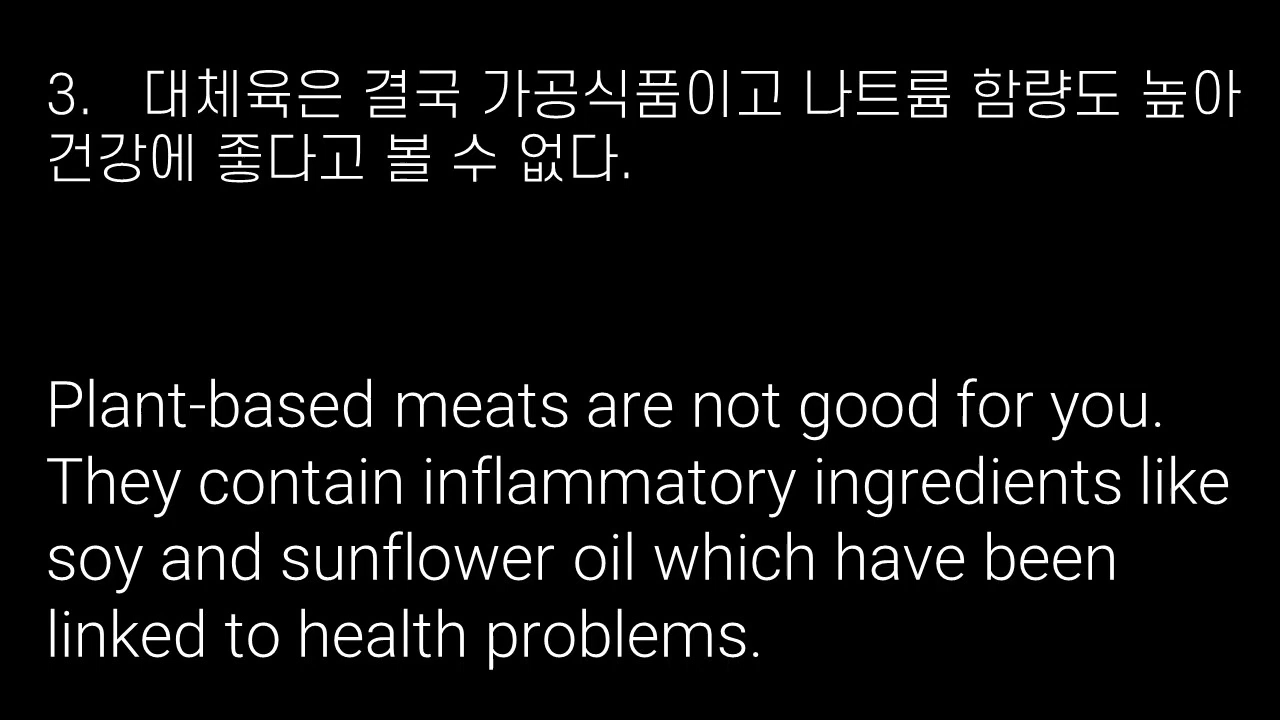 3. 대체육은 결국 가공식품이고 나트륨 함량도 높아
건강에 좋다고 볼 수 없다.
Plant-based meats are not good for you.
They contain inflammatory ingredients like
soy and sunflower oil which have been
linked to health problems.